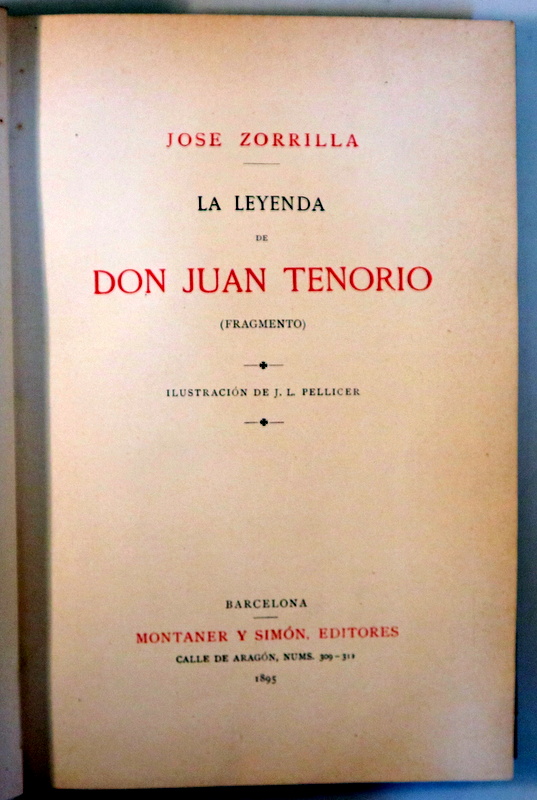 JOSE ZORRILLA
LA LEYENDA
DE
DON JUAN TENORIO
(FRAGMENTO)
ILUSTRACIÓN DE J. L. PELLICER
BARCELONA
MONTANER Y SIMÓN, EDITORES
CALLE DE ARAGÓN, NUMS. 309-311
1895